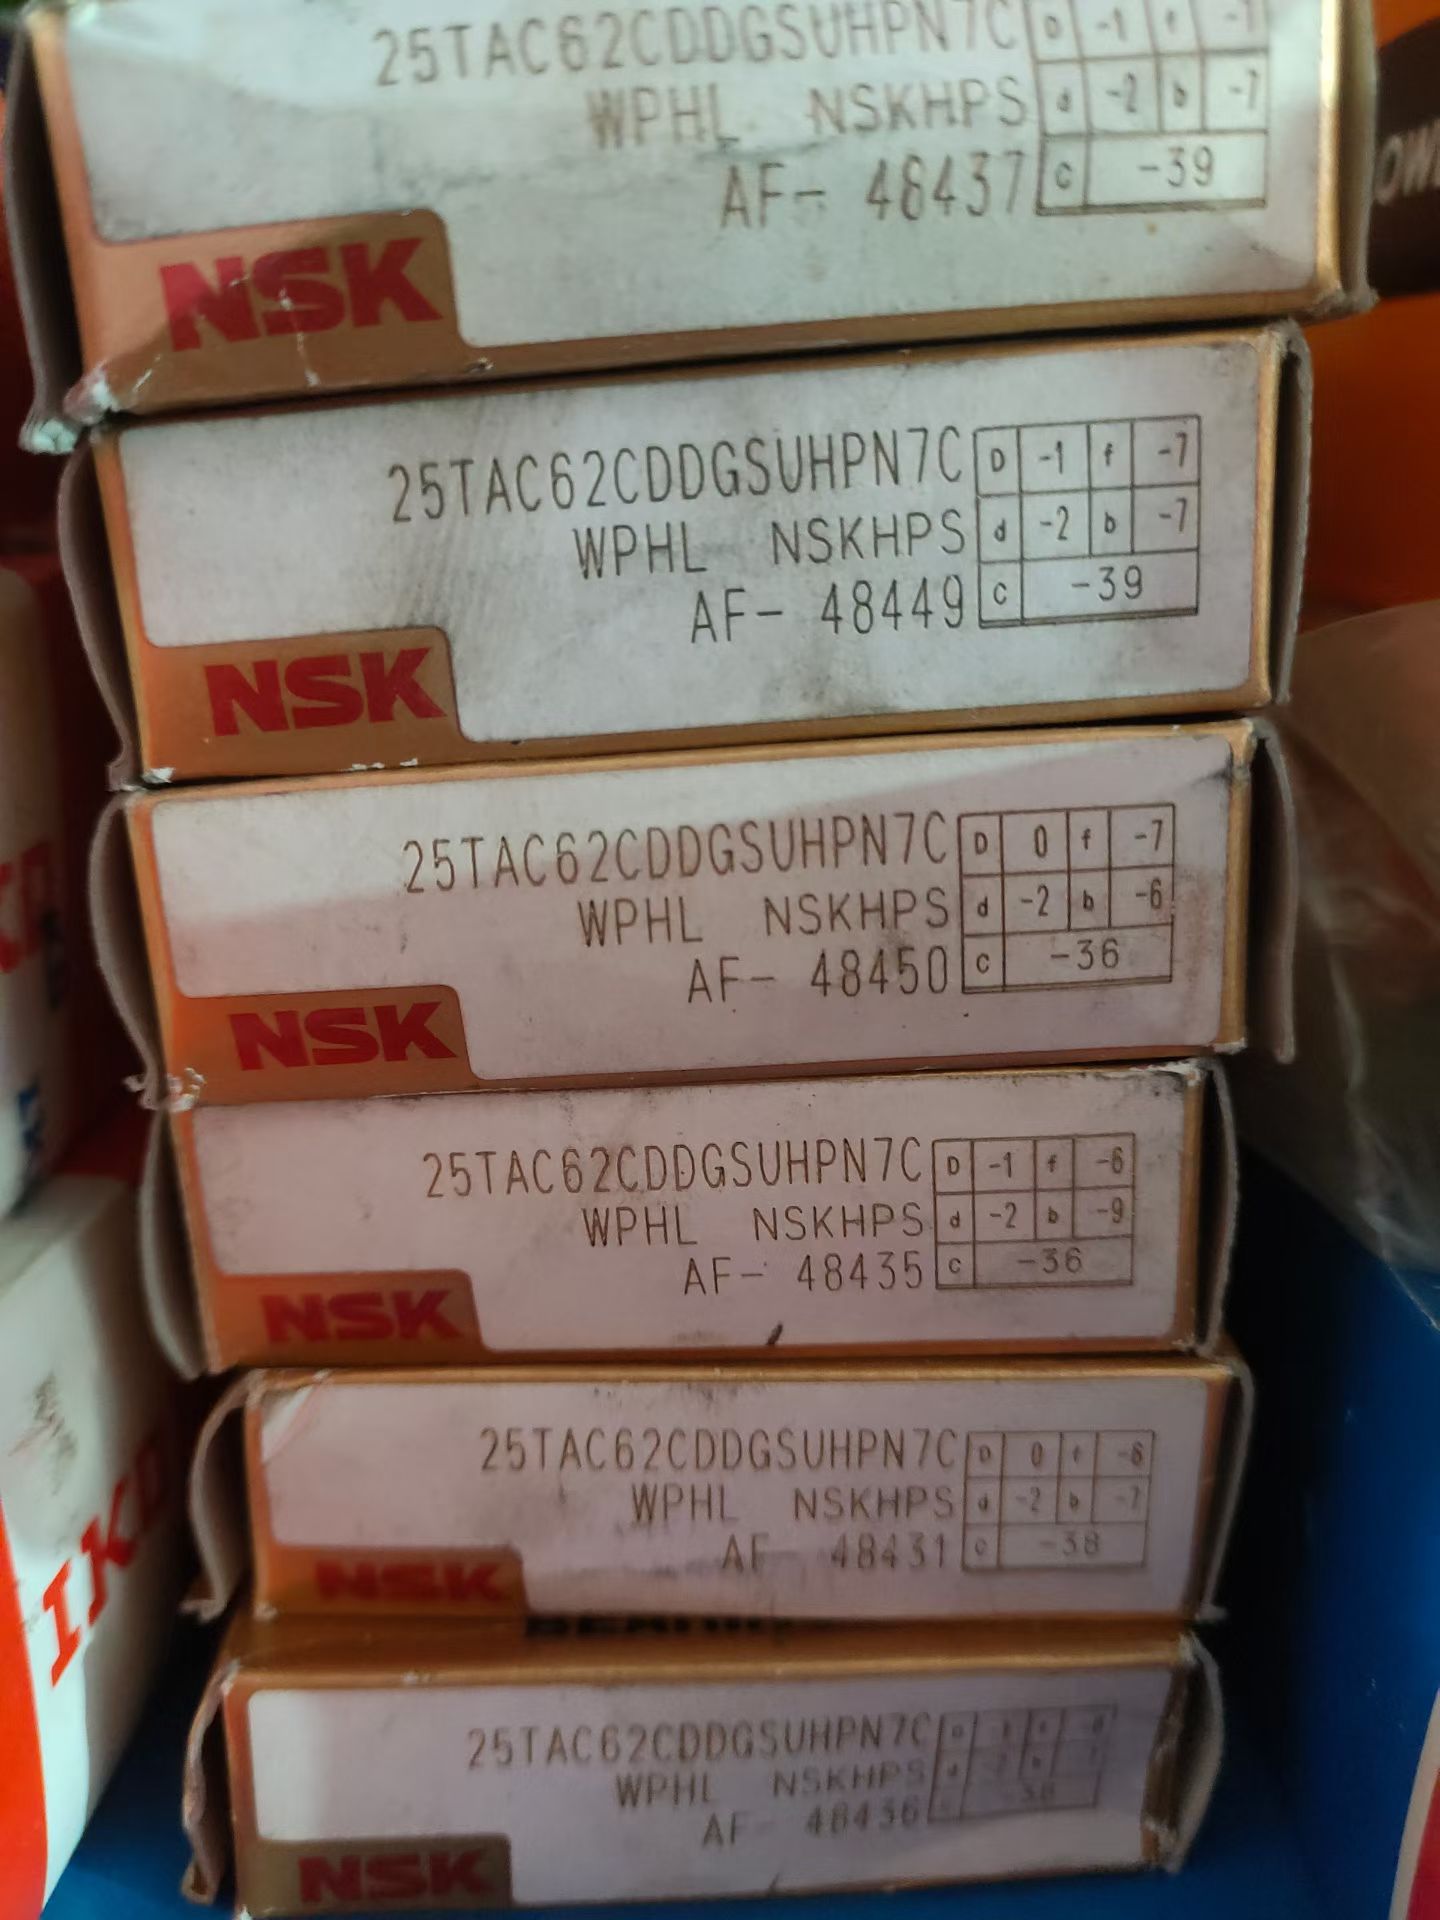 25TAC62CDDGSUHPN7C D -1 f -7
WPHL NSKHPS d -2 b -7
AF- 48437 C -39
NSK
25TAC62CDDGSUHPN7C D -1 f -7
WPHL NSKHPS d -2 b -7
AF- 48449 C -39
NSK
25TAC62CDDGSUHPN7C D 0 f -7
WPHL NSKHPS d -2 b -6
AF- 48450 C -36
NSK
25TAC62CDDGSUHPN7C D -1 f -6
WPHL NSKHPS d -2 b -9
AF- 48435 C -36
NSK
25TAC62CDDGSUHPN7C D 0 f -6
WPHL NSKHPS d -2 b -7
AF- 48431 C -38
NSK
25TAC62CDDGSUHPN7C
WPHL NSKHPS
AF- 48436
NSK
IKO